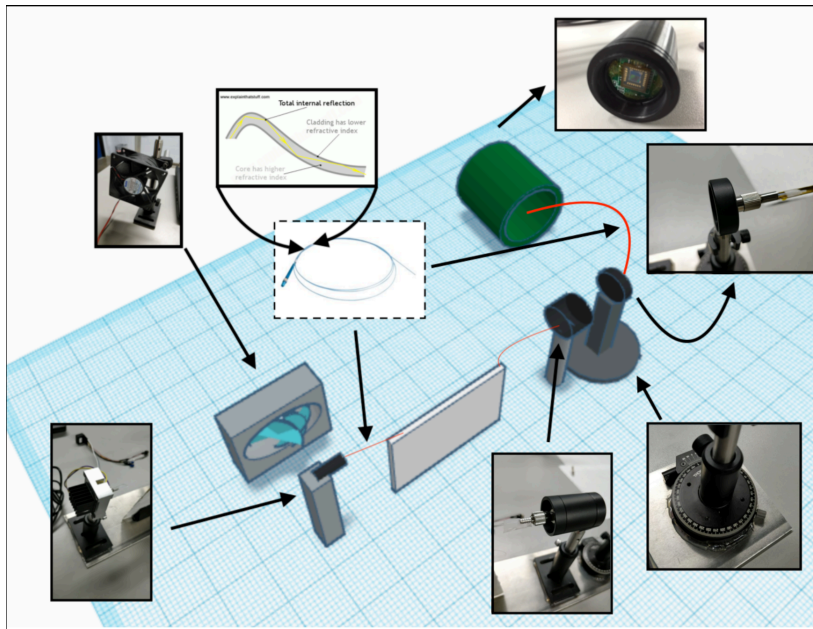 www.explainthatstuff.com
Total internal reflection
Cladding has lower
refractive index
Core has higher
refractive index